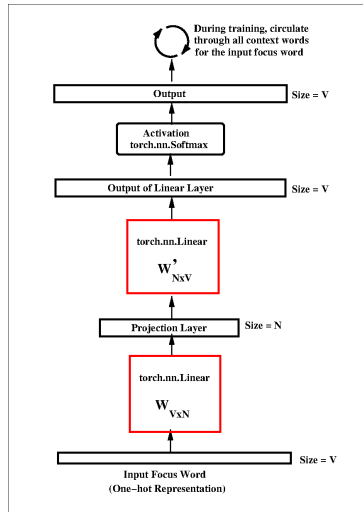 During training, circulate
through all context words
for the input focus word
Output
Size = V
Activation
torch.nn.Softmax
Output of Linear Layer
Size = V
torch.nn.Linear
W'NxV
Projection Layer
Size = N
torch.nn.Linear
WVxN
Size = V
Input Focus Word
(One-hot Representation)